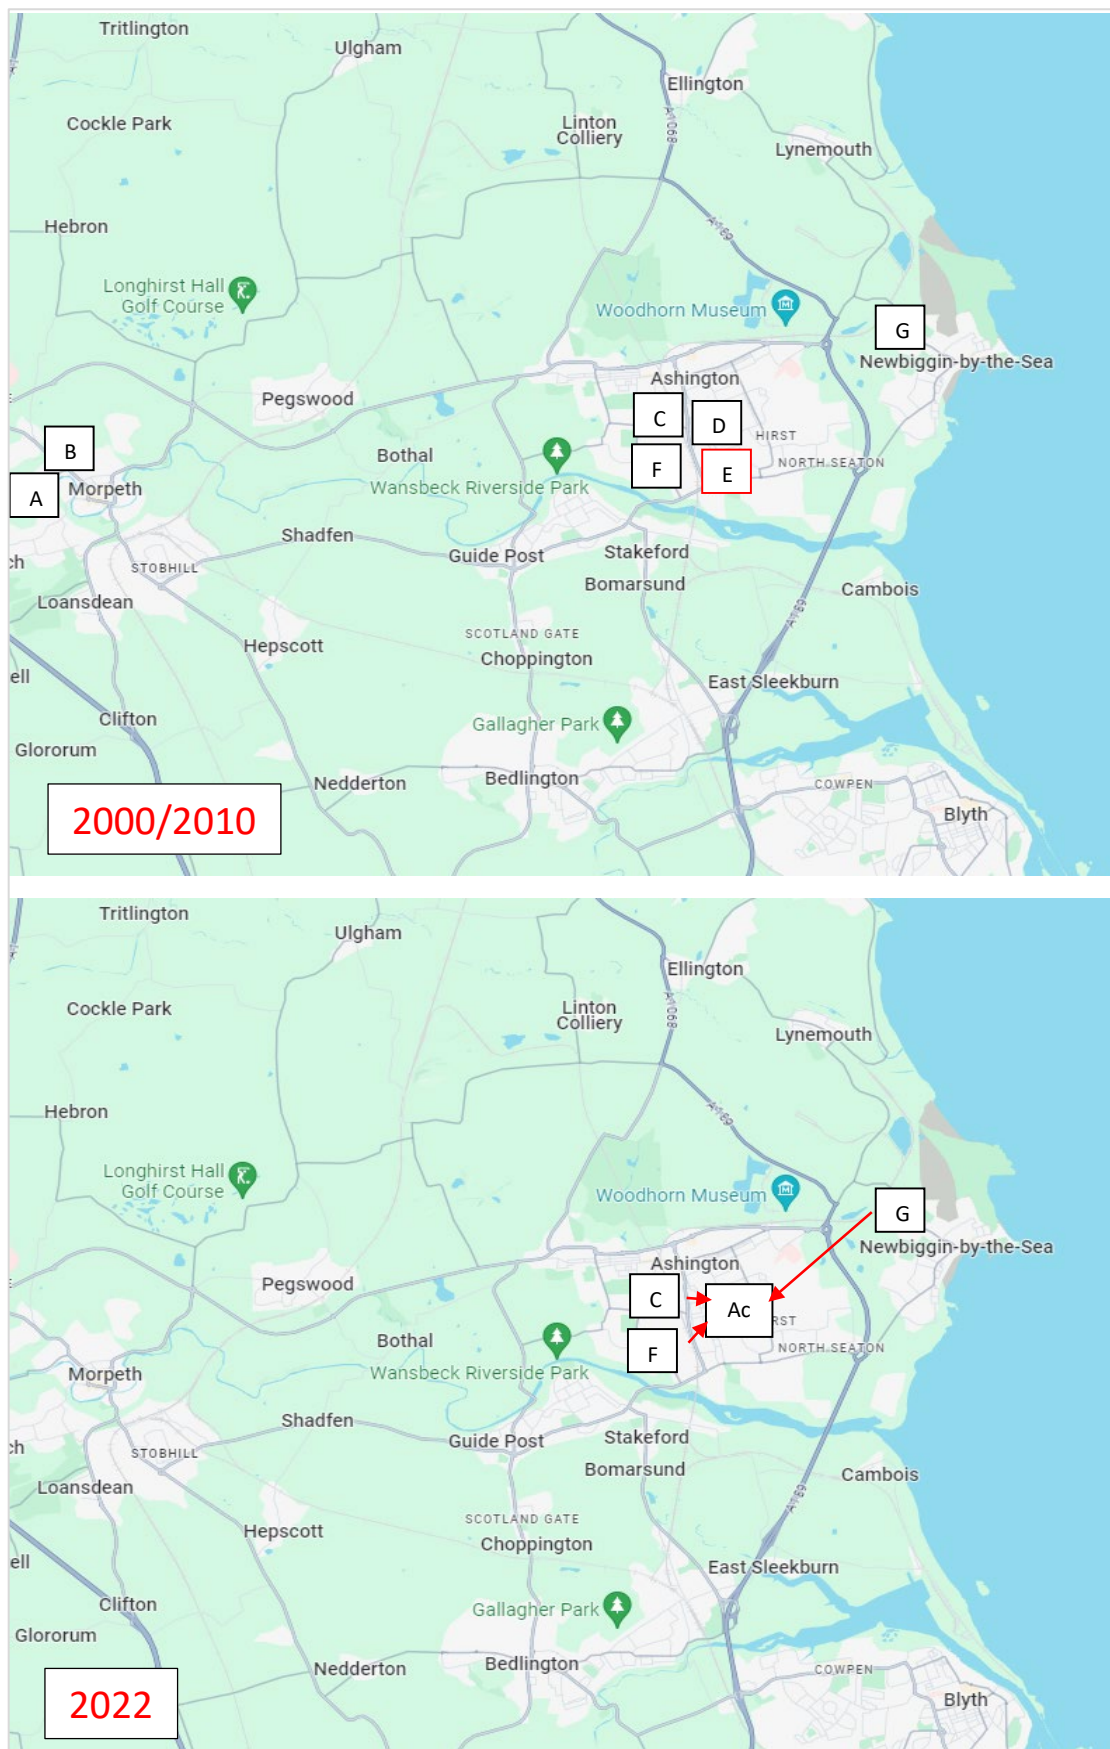 Tritlington
Ulgham
Ellington
Cockle Park
Linton
Colliery
A1068
Lynemouth
Hebron
A189
Longhirst Hall
Golf Course
Woodhorn Museum
G
Newbiggin-by-the-Sea
Ashington
Pegswood
C
D
HIRST
B
Bothal
F
E
NORTH SEATON
A
Morpeth
Wansbeck Riverside Park
Shadfen
Guide Post
Stakeford
ch
STOBHILL
Bomarsund
Cambois
Loansdean
A189
SCOTLAND GATE
Hepscott
Choppington
ell
East Sleekburn
Clifton
Gallagher Park
Glororum
Nedderton
Bedlington
COWPEN
2000/2010
Blyth
Tritlington
Ulgham
Ellington
Cockle Park
Linton
Colliery
A1068
Lynemouth
Hebron
A189
Longhirst Hall
Golf Course
Woodhorn Museum
G
Newbiggin-by-the-Sea
Ashington
Pegswood
C
Ac
RST
Bothal
F
NORTH SEATON
Morpeth
Wansbeck Riverside Park
Shadfen
Guide Post
Stakeford
ch
STOBHILL
Bomarsund
Cambois
Loansdean
A189
SCOTLAND GATE
Hepscott
Choppington
ell
East Sleekburn
Clifton
Gallagher Park
Glororum
Nedderton
Bedlington
COWPEN
2022
Blyth